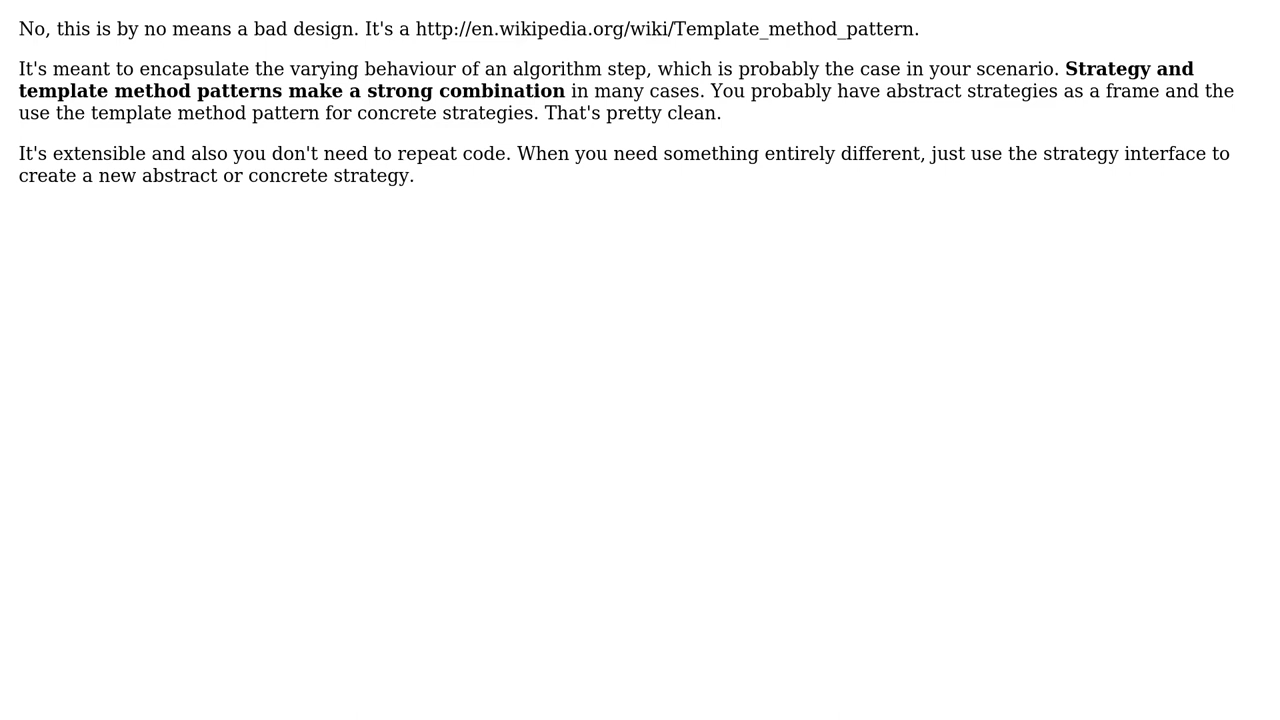 No, this is by no means a bad design. It's a http://en.wikipedia.org/wiki/Template_method_pattern.
It's meant to encapsulate the varying behaviour of an algorithm step, which is probably the case in your scenario. Strategy and
template method patterns make a strong combination in many cases. You probably have abstract strategies as a frame and the
use the template method pattern for concrete strategies. That's pretty clean.
It's extensible and also you don't need to repeat code. When you need something entirely different, just use the strategy interface to
create a new abstract or concrete strategy.